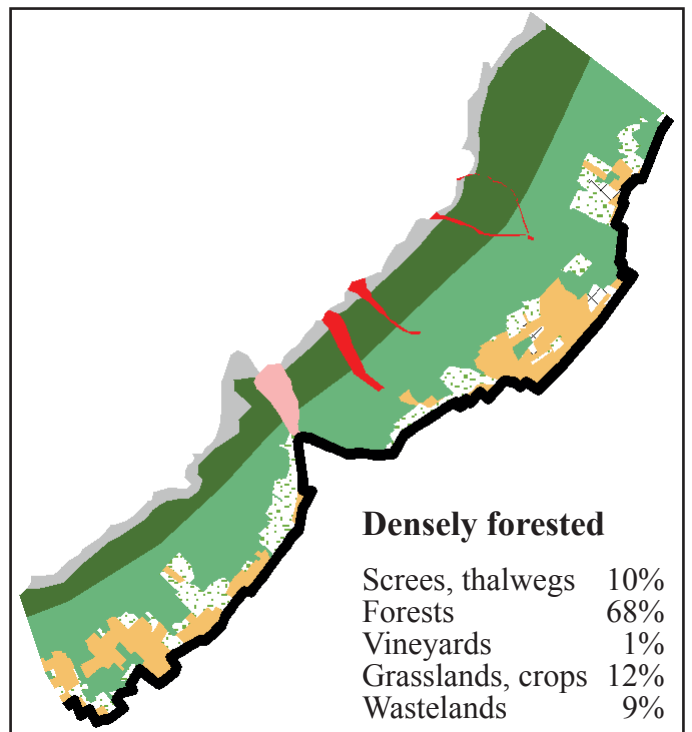 Densely forested
Screes, thalwegs 10%
Forests 68%
Vineyards 1%
Grasslands, crops 12%
Wastelands 9%